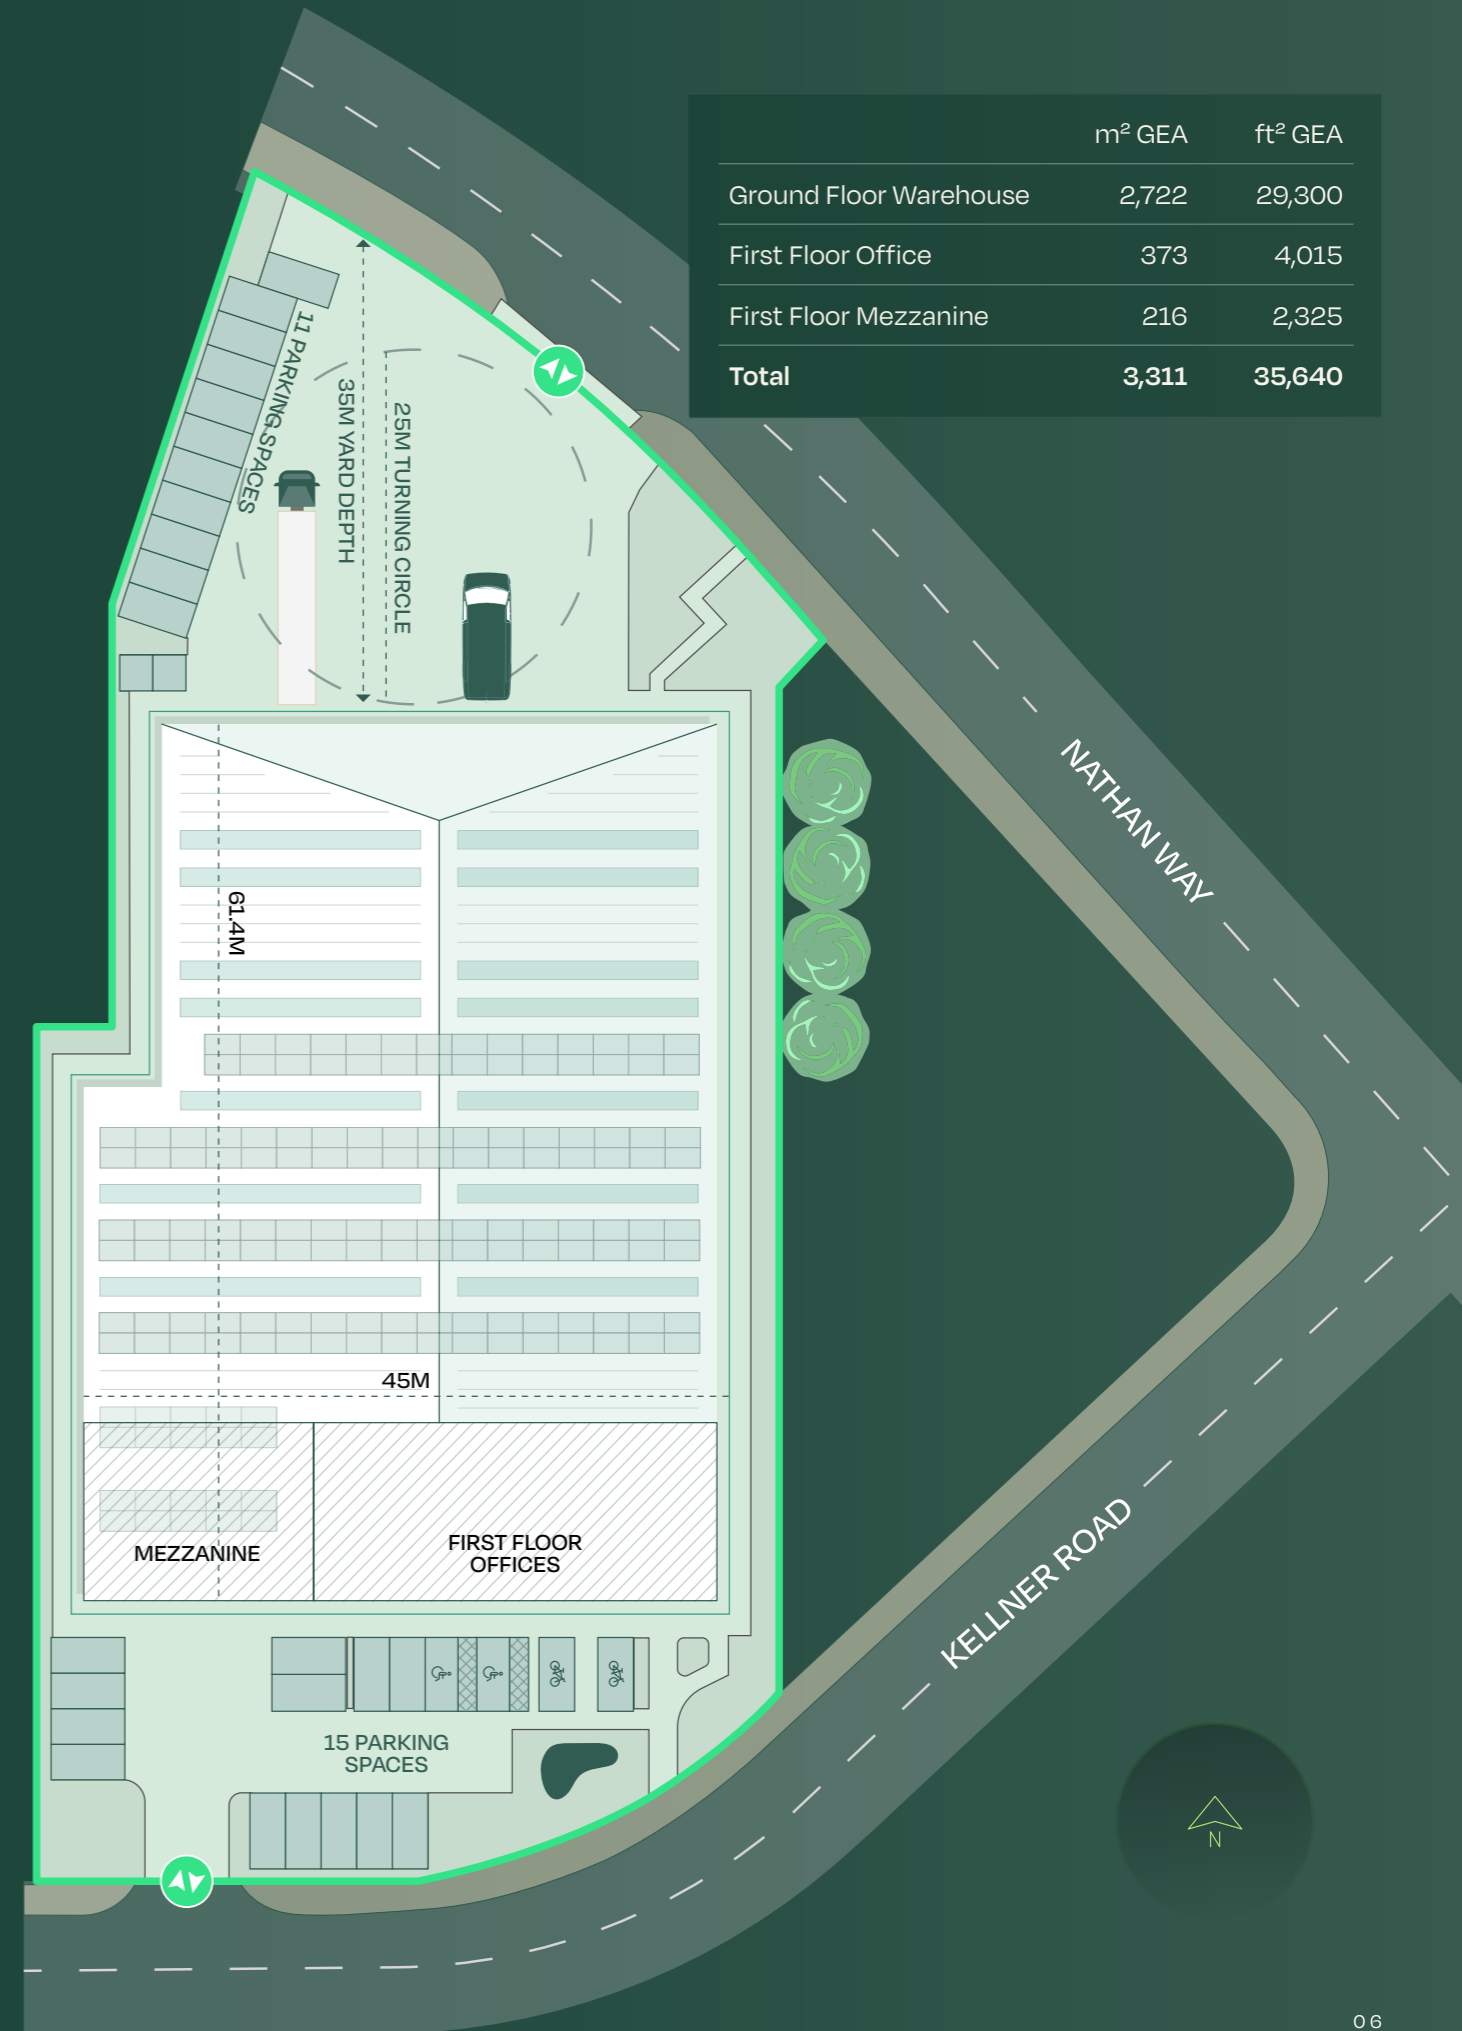 m² GEA ft² GEA
Ground Floor Warehouse 2,722 29,300
First Floor Office 373 4,015
First Floor Mezzanine 216 2,325
Total 3,311 35,640
11 PARKING SPACES
35M YARD DEPTH
25M TURNING CIRCLE
NATHAN WAY
61.4M
45M
MEZZANINE
FIRST FLOOR
OFFICES
KELLNER ROAD
15 PARKING
SPACES
N
06